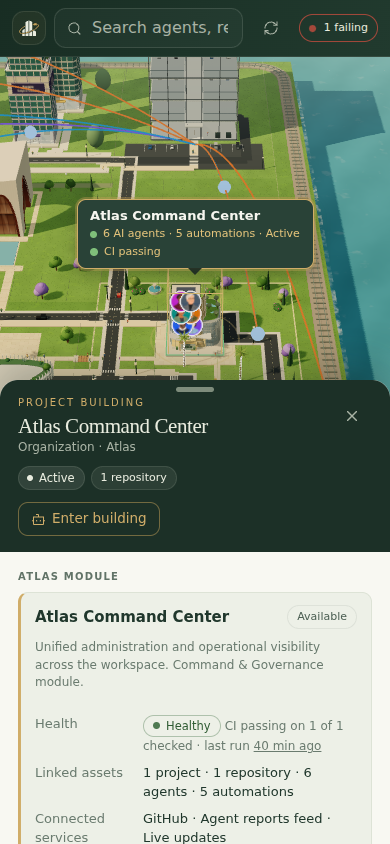 Search agents, re
1 failing
Atlas Command Center
6 AI agents · 5 automations · Active
CI passing
PROJECT BUILDING
Atlas Command Center
Organization · Atlas
Active
1 repository
Enter building
ATLAS MODULE
Atlas Command Center
Available
Unified administration and operational visibility
across the workspace. Command & Governance
module.
Health
Healthy CI passing on 1 of 1
checked · last run 40 min ago
Linked assets
1 project · 1 repository · 6
agents · 5 automations
Connected
services
GitHub · Agent reports feed ·
Live updates